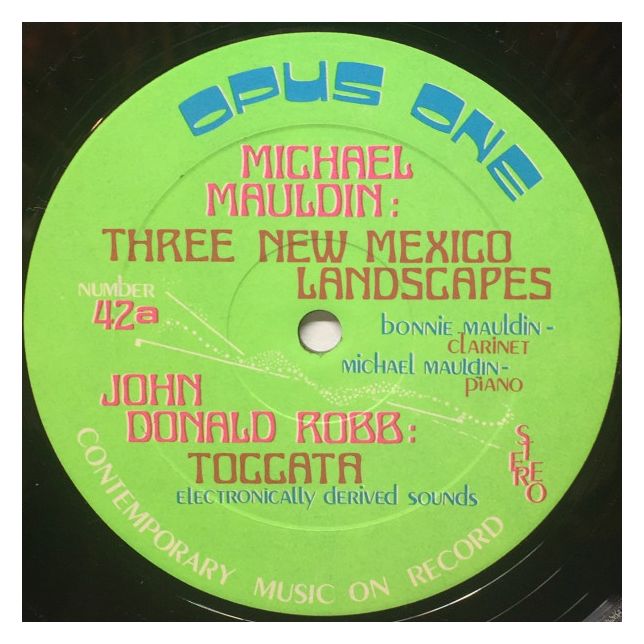 OPUS ONE
MICHAEL
MAULDIN:
THREE NEW MEXICO
LANDSCAPES
NUMbER
42a
bONNIE MAULDIN-
CLARINET
MICHAEL MAULDIN-
PIANO
JOHN
DONALD ROBB:
TOCCATA
ELECTRONICALLY DERIVED SOUNDS
STEREO
CONTEMPORARY MUSIC ON RECORD